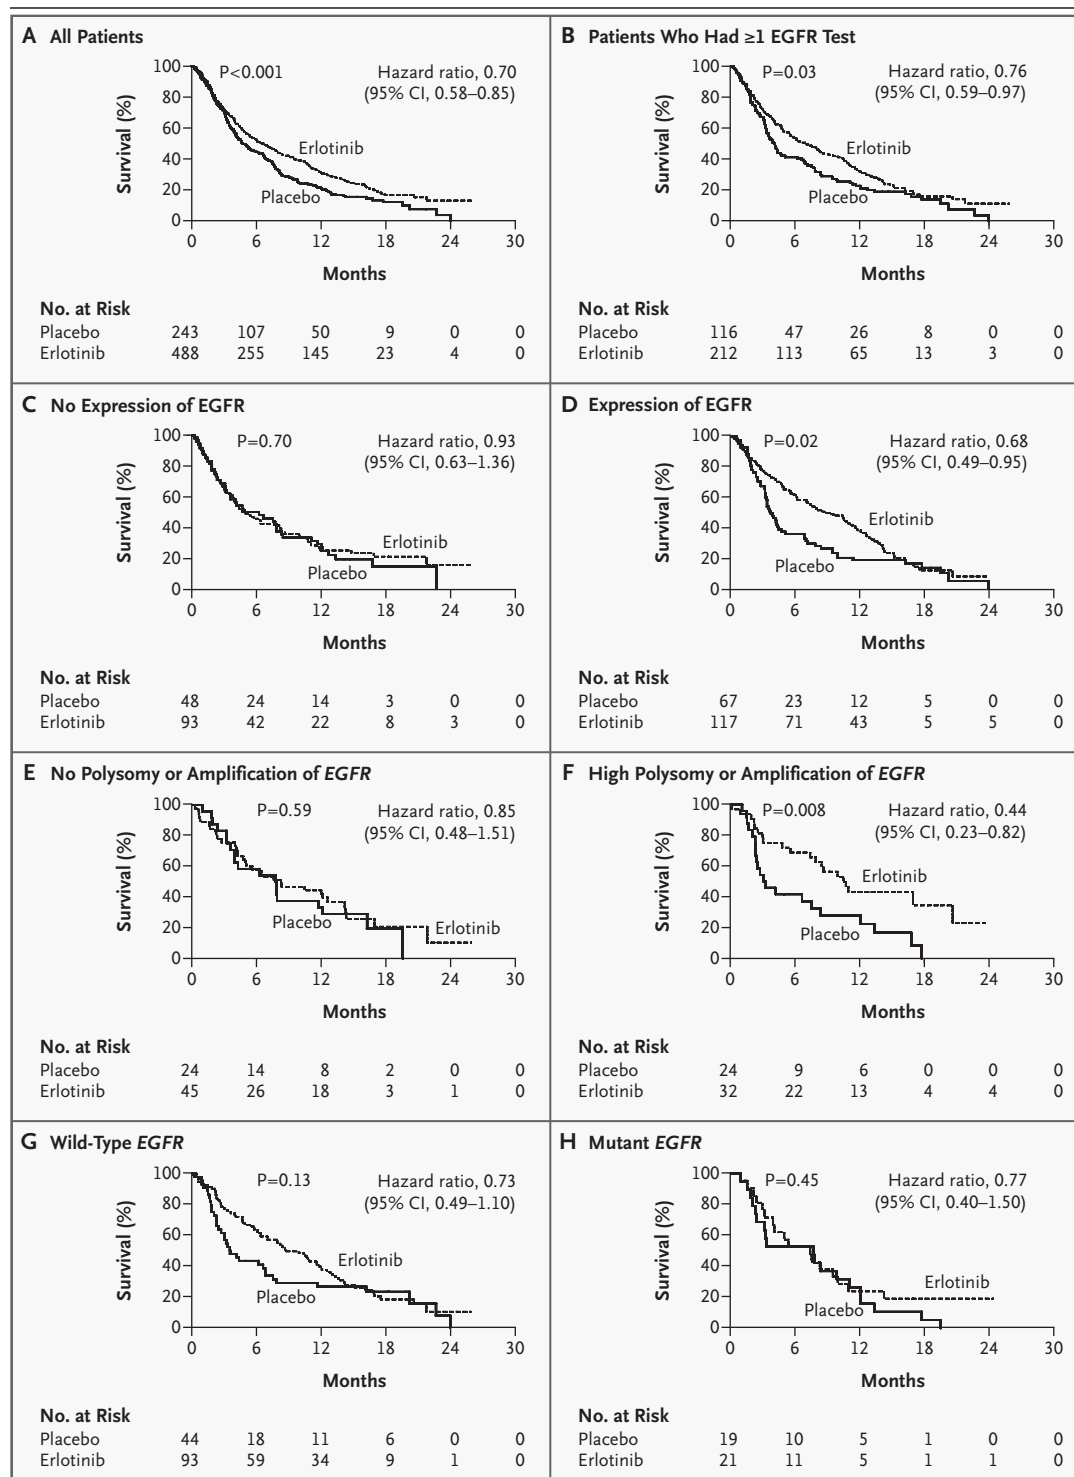 A All Patients
P<0.001
Hazard ratio, 0.70
(95% CI, 0.58–0.85)
Survival (%)
100
80
60
40
20
0
Erlotinib
Placebo
0 6 12 18 24 30
Months
No. at Risk
Placebo 243 107 50 9 0 0
Erlotinib 488 255 145 23 4 0
B Patients Who Had ≥1 EGFR Test
P=0.03
Hazard ratio, 0.76
(95% CI, 0.59–0.97)
Survival (%)
100
80
60
40
20
0
Erlotinib
Placebo
0 6 12 18 24 30
Months
No. at Risk
Placebo 116 47 26 8 0 0
Erlotinib 212 113 65 13 3 0
C No Expression of EGFR
P=0.70
Hazard ratio, 0.93
(95% CI, 0.63–1.36)
Survival (%)
100
80
60
40
20
0
Erlotinib
Placebo
0 6 12 18 24 30
Months
No. at Risk
Placebo 48 24 14 3 0 0
Erlotinib 93 42 22 8 3 0
D Expression of EGFR
P=0.02
Hazard ratio, 0.68
(95% CI, 0.49–0.95)
Survival (%)
100
80
60
40
20
0
Erlotinib
Placebo
0 6 12 18 24 30
Months
No. at Risk
Placebo 67 23 12 5 0 0
Erlotinib 117 71 43 5 5 0
E No Polysomy or Amplification of EGFR
P=0.59
Hazard ratio, 0.85
(95% CI, 0.48–1.51)
Survival (%)
100
80
60
40
20
0
Placebo
Erlotinib
0 6 12 18 24 30
Months
No. at Risk
Placebo 24 14 8 2 0 0
Erlotinib 45 26 18 3 1 0
F High Polysomy or Amplification of EGFR
P=0.008
Hazard ratio, 0.44
(95% CI, 0.23–0.82)
Survival (%)
100
80
60
40
20
0
Erlotinib
Placebo
0 6 12 18 24 30
Months
No. at Risk
Placebo 24 9 6 0 0 0
Erlotinib 32 22 13 4 4 0
G Wild-Type EGFR
P=0.13
Hazard ratio, 0.73
(95% CI, 0.49–1.10)
Survival (%)
100
80
60
40
20
0
Erlotinib
Placebo
0 6 12 18 24 30
Months
No. at Risk
Placebo 44 18 11 6 0 0
Erlotinib 93 59 34 9 1 0
H Mutant EGFR
P=0.45
Hazard ratio, 0.77
(95% CI, 0.40–1.50)
Survival (%)
100
80
60
40
20
0
Erlotinib
Placebo
0 6 12 18 24 30
Months
No. at Risk
Placebo 19 10 5 1 0 0
Erlotinib 21 11 5 1 1 0